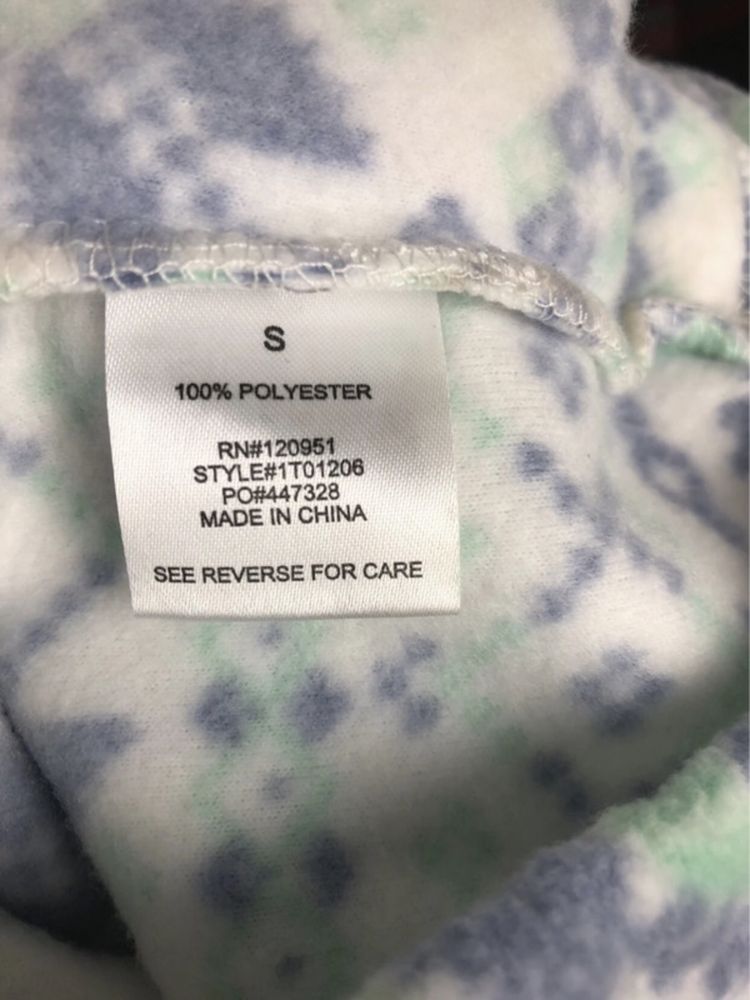 S
100% POLYESTER
RN#120951
STYLE#1T01206
PO#447328
MADE IN CHINA
SEE REVERSE FOR CARE